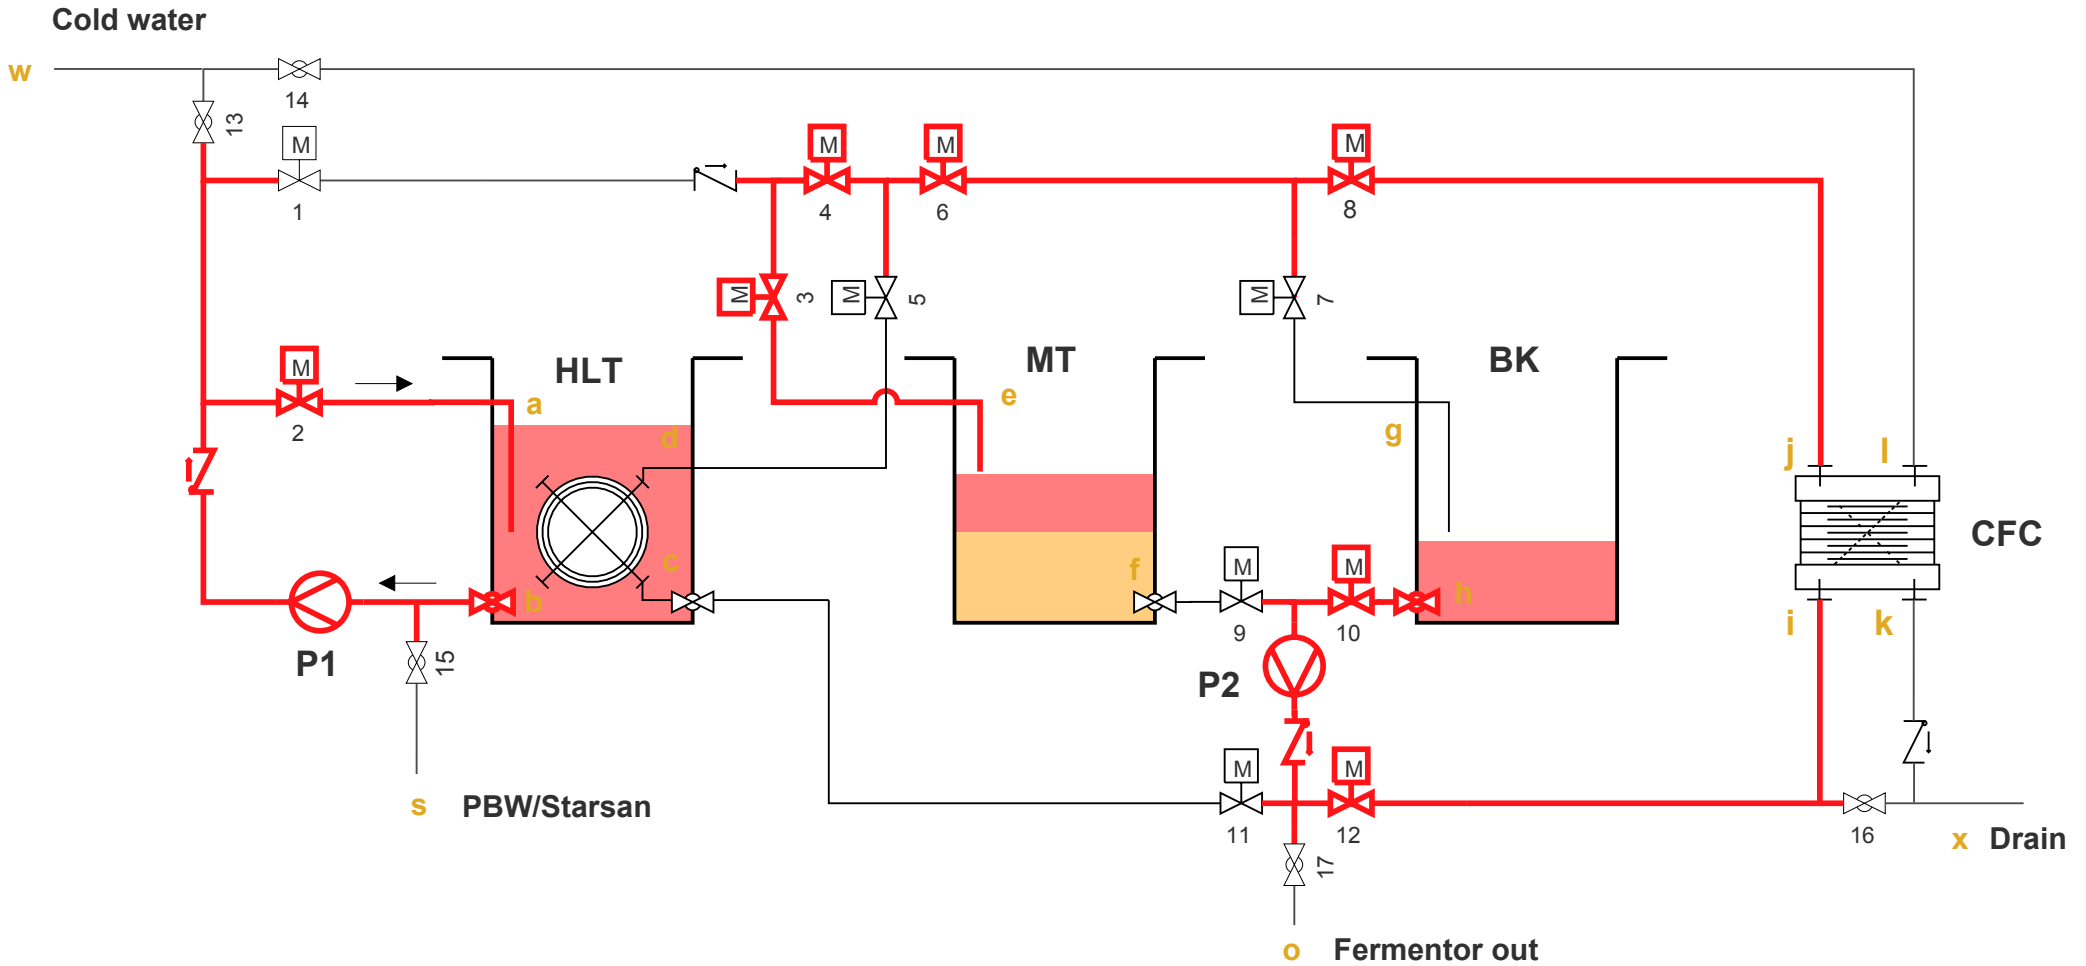 Cold water
w
14
13
M
M
M
M
M
1
4
6
8
M
3
M
5
M
7
M
HLT
MT
BK
a
e
2
d
g
j
l
c
f
M
M
CFC
b
h
9
10
i
k
P1
15
P2
M
M
s
PBW/Starsan
11
12
16
17
x
Drain
o
Fermentor out